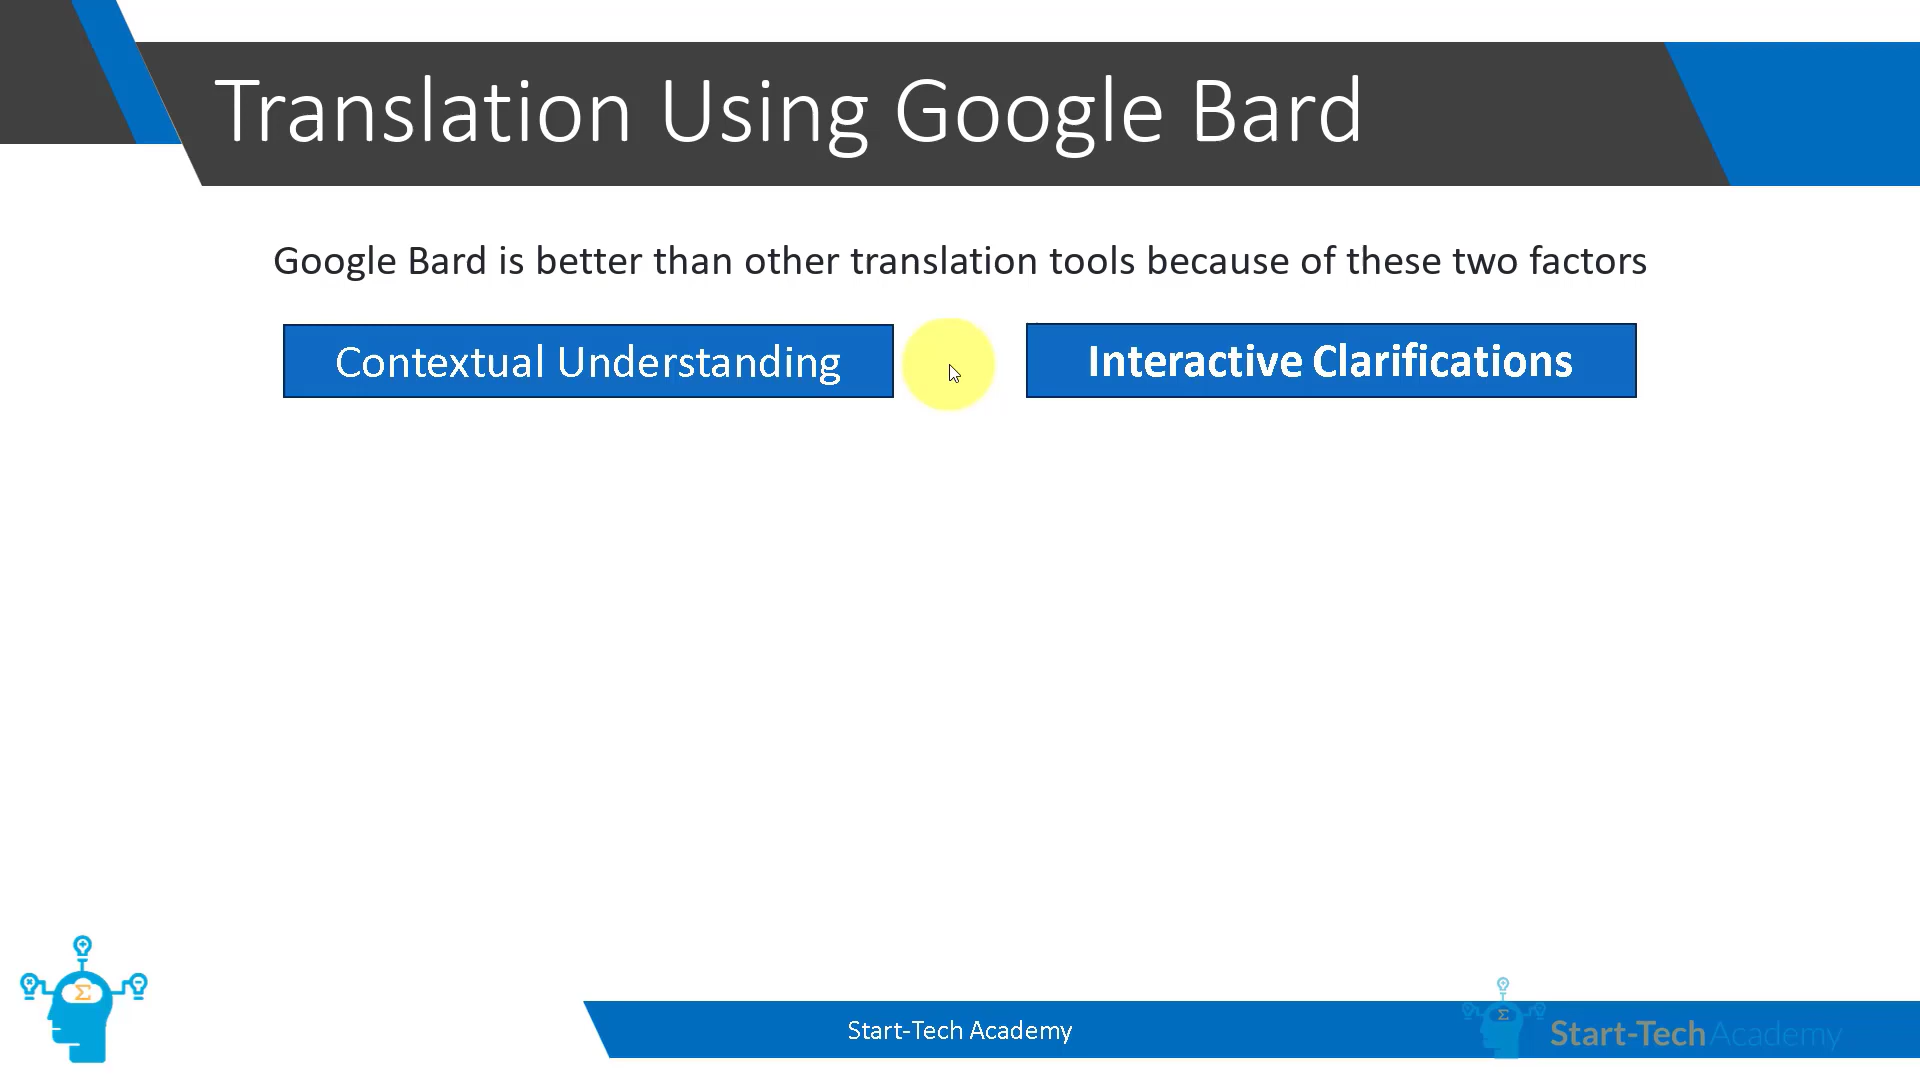 Translation Using Google Bard
Google Bard is better than other translation tools because of these two factors
Contextual Understanding
Interactive Clarifications
Start-Tech Academy
Start-Tech Academy